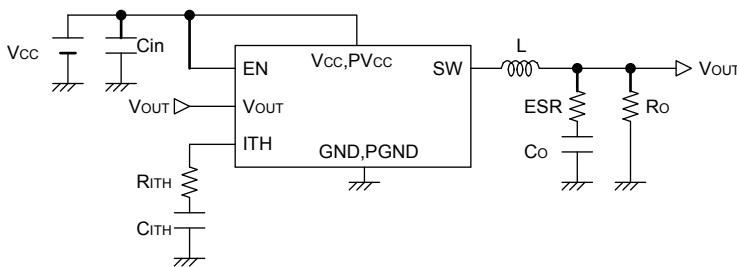 VCC
Cin
EN
VCC,PVCC
SW
L
VOUT
VOUT
VOUT
ITH
GND,PGND
ESR
RO
CO
RITH
CITH